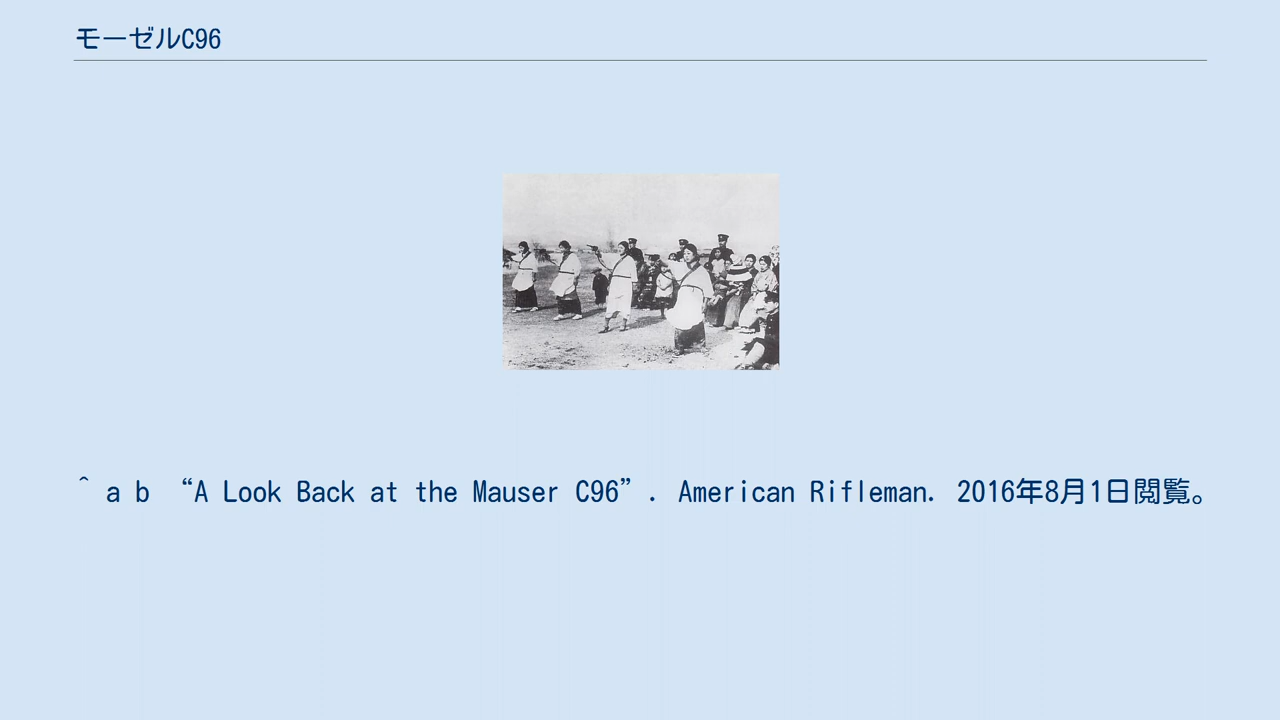 モーゼルC96
^ a b “A Look Back at the Mauser C96”. American Rifleman. 2016年8月1日閲覧。